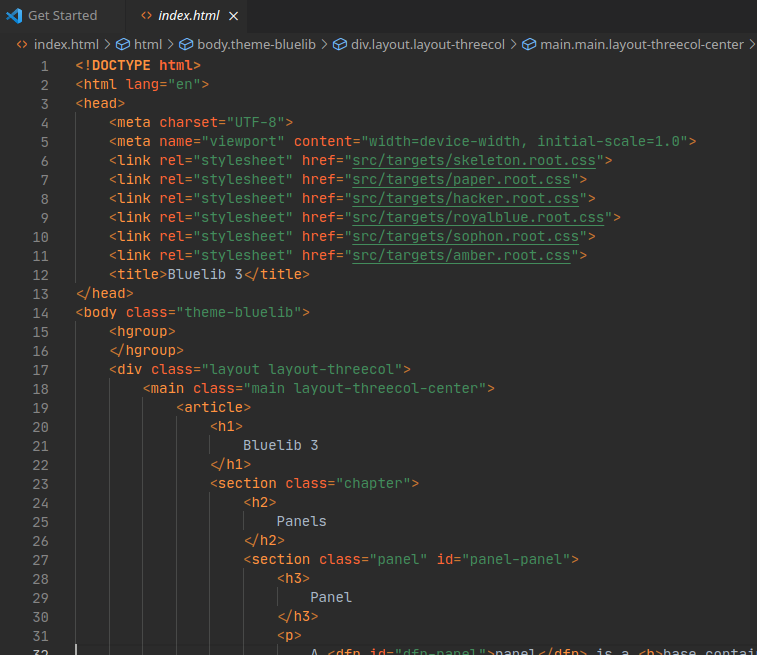 Get Started
index.html
index.html > html > body.theme-bluelib > div.layout.layout-threecol > main.main.layout-threecol-center >
1 <!DOCTYPE html>
2 <html lang="en">
3 <head>
4 <meta charset="UTF-8">
5 <meta name="viewport" content="width=device-width, initial-scale=1.0">
6 <link rel="stylesheet" href="src/targets/skeleton.root.css">
7 <link rel="stylesheet" href="src/targets/paper.root.css">
8 <link rel="stylesheet" href="src/targets/hacker.root.css">
9 <link rel="stylesheet" href="src/targets/royalblue.root.css">
10 <link rel="stylesheet" href="src/targets/sophon.root.css">
11 <link rel="stylesheet" href="src/targets/amber.root.css">
12 <title>Bluelib 3</title>
13 </head>
14 <body class="theme-bluelib">
15 <hgroup>
16 </hgroup>
17 <div class="layout layout-threecol">
18 <main class="main layout-threecol-center">
19 <article>
20 <h1>
21 Bluelib 3
22 </h1>
23 <section class="chapter">
24 <h2>
25 Panels
26 </h2>
27 <section class="panel" id="panel-panel">
28 <h3>
29 Panel
30 </h3>
31 <p>
32 A <dfn id="dfn-panel">panel</dfn> is a <b>base contai